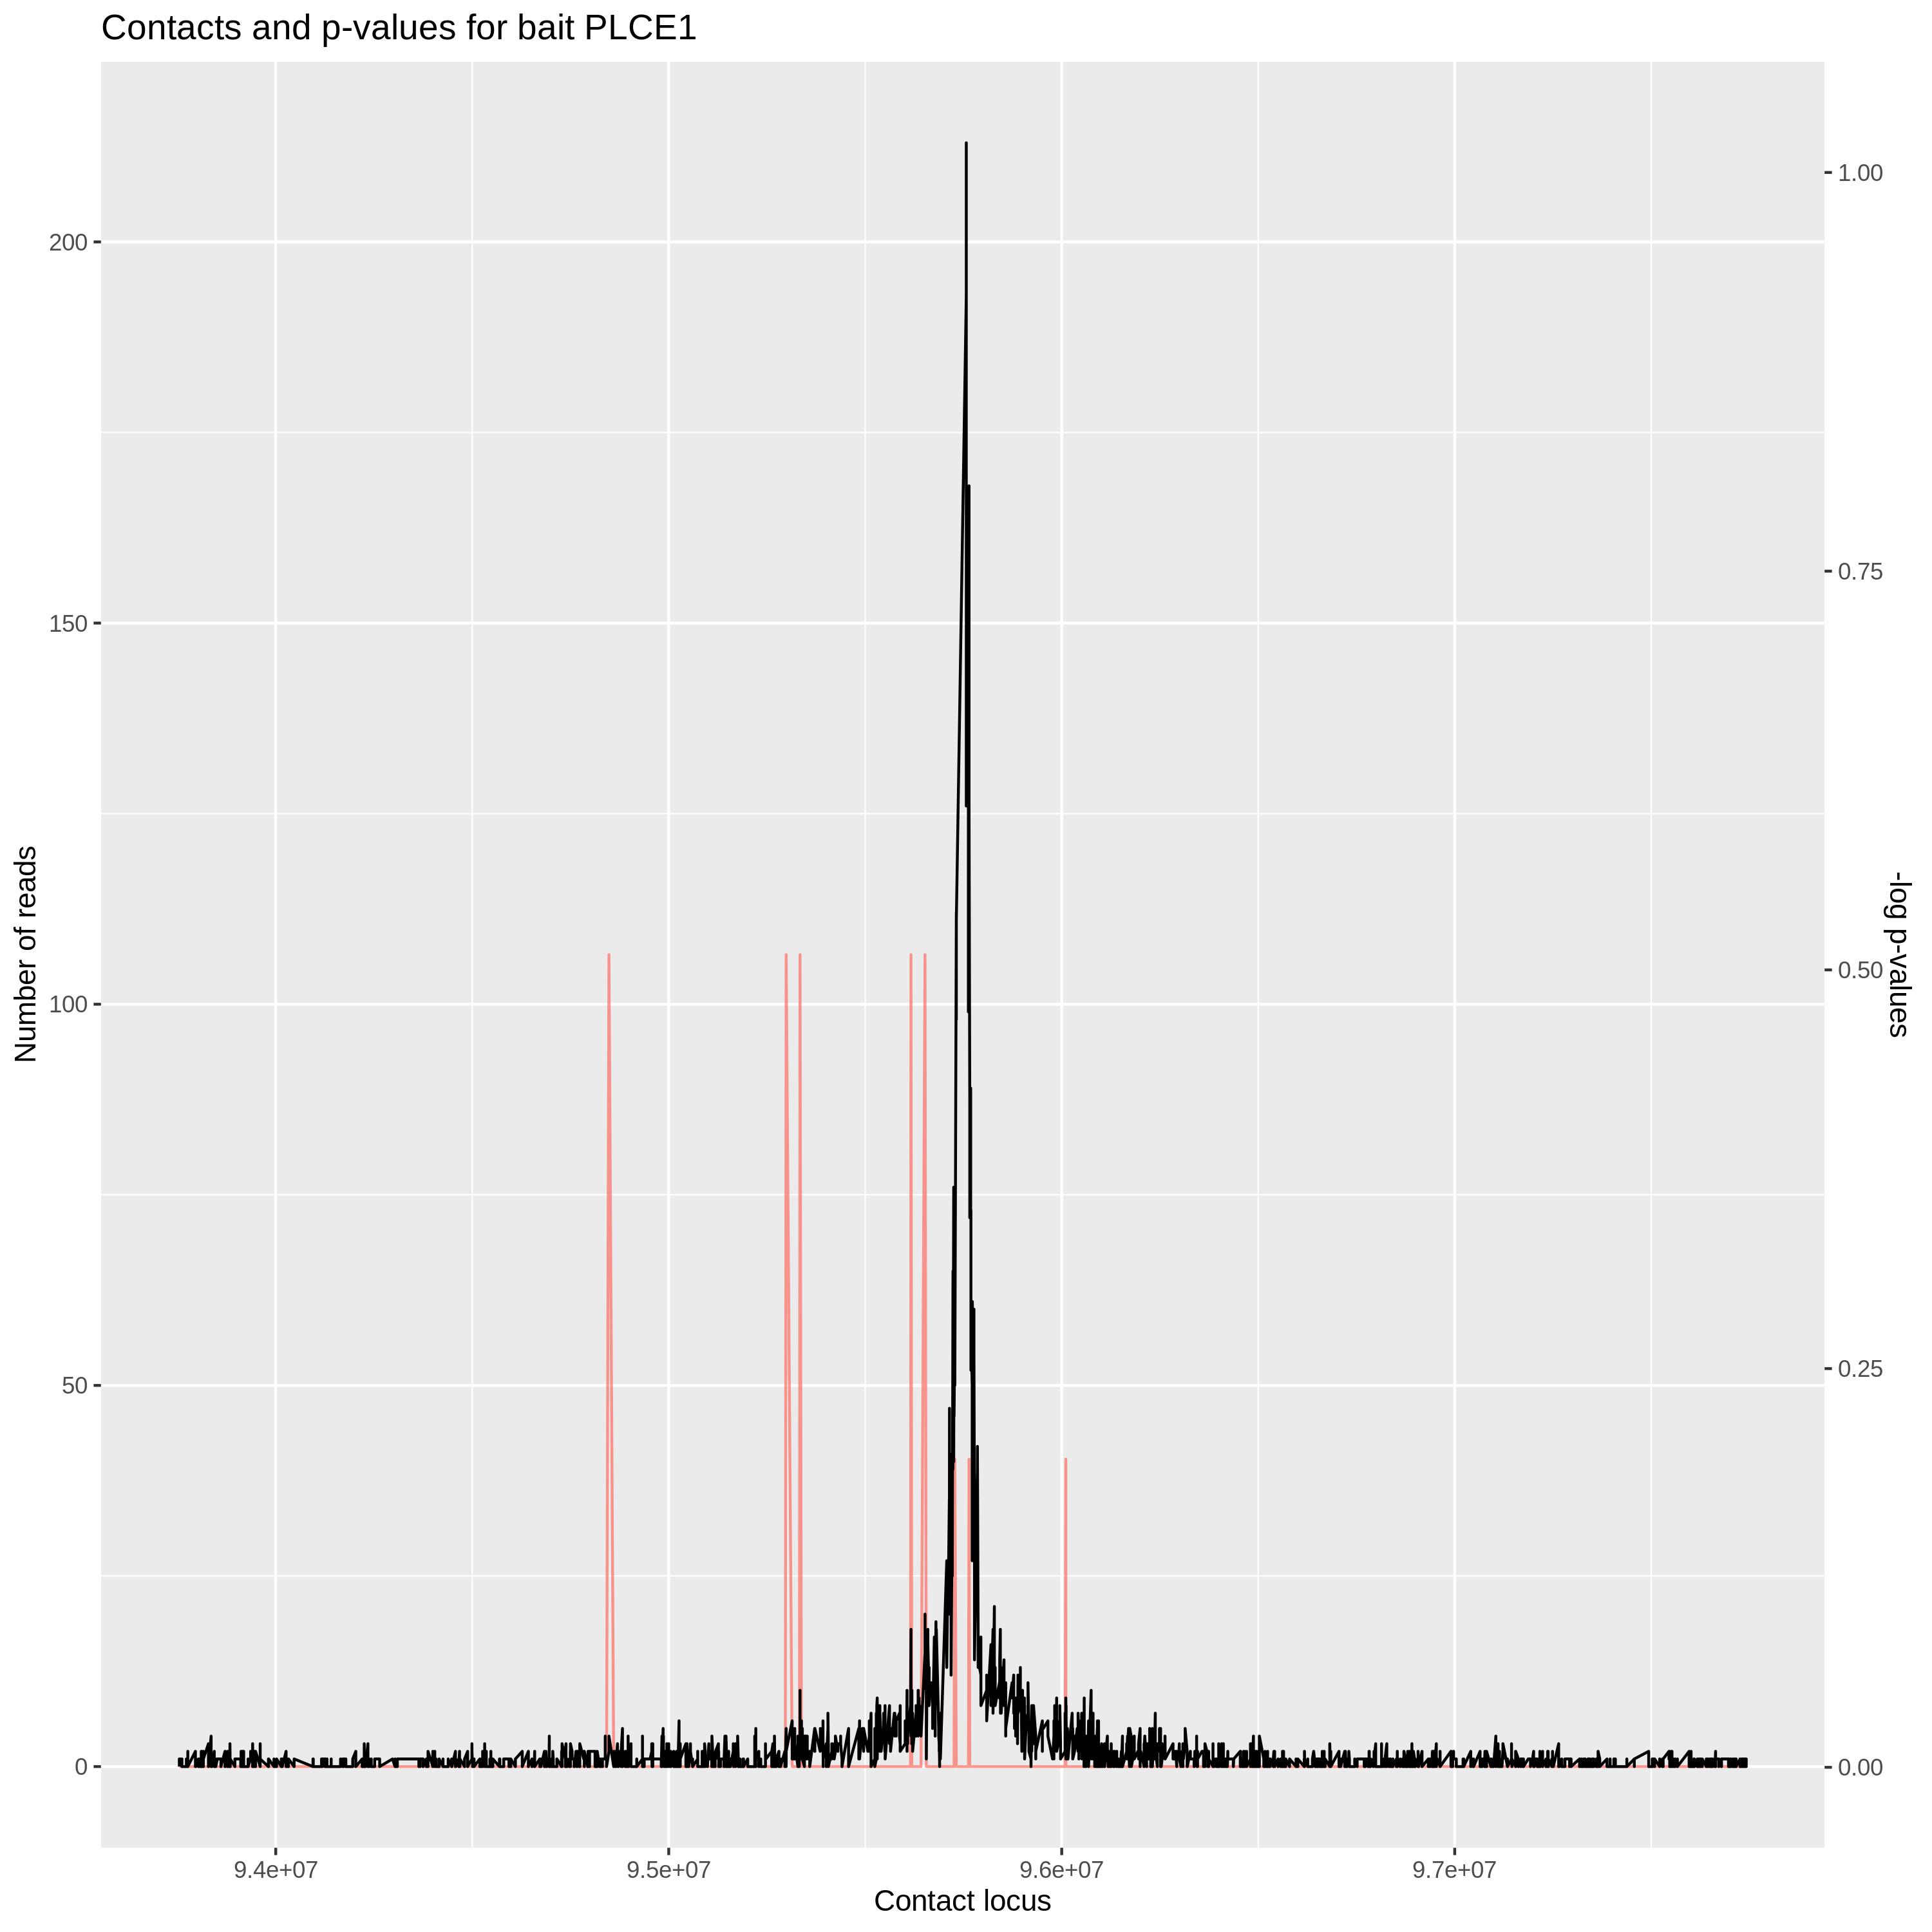 Contacts and p-values for bait PLCE1
200
150
100
50
0
Number of reads
1.00
0.75
0.50
0.25
0.00
-log p-values
9.4e+07
9.5e+07
9.6e+07
9.7e+07
Contact locus